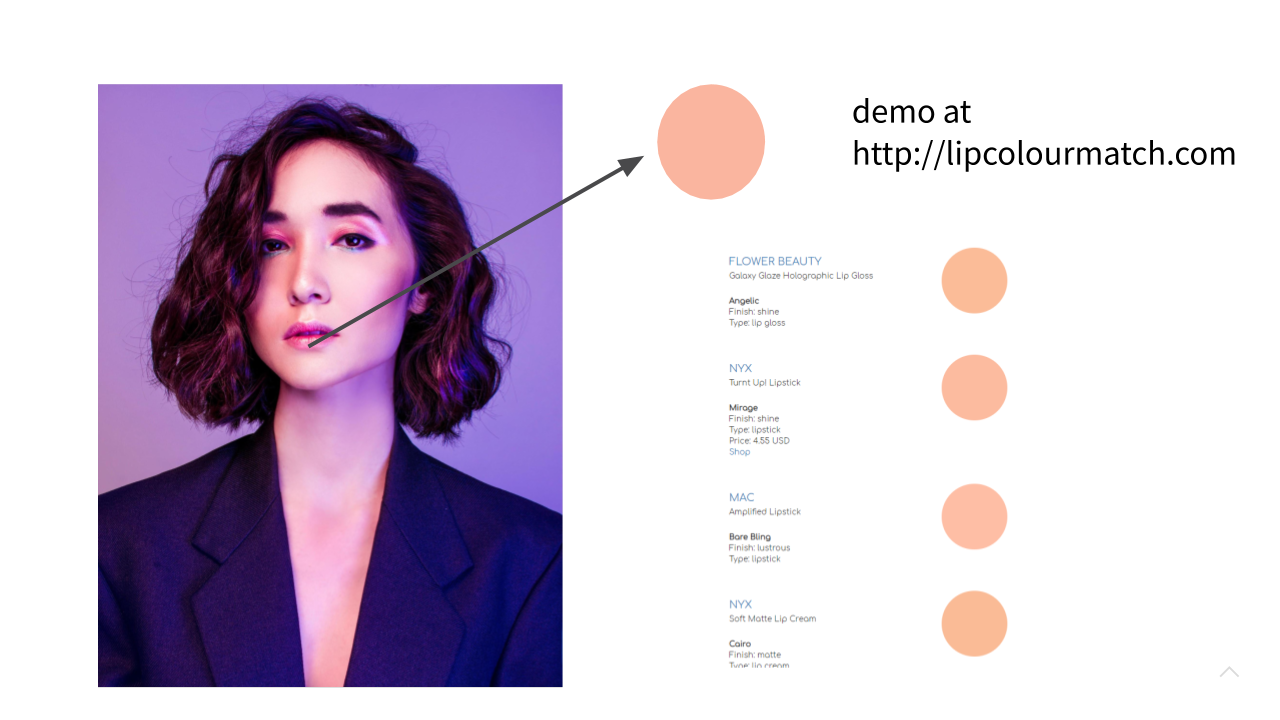 demo at
http://lipcolourmatch.com
FLOWER BEAUTY
Galaxy Glaze Holographic Lip Gloss
Angelic
Finish: shine
Type: lip gloss
NYX
Turnt Up! Lipstick
Mirage
Finish: shine
Type: lipstick
Price: 4.55 USD
Shop
MAC
Amplified Lipstick
Bare Bling
Finish: lustrous
Type: lipstick
NYX
Soft Matte Lip Cream
Cairo
Finish: matte
Type: lip cream